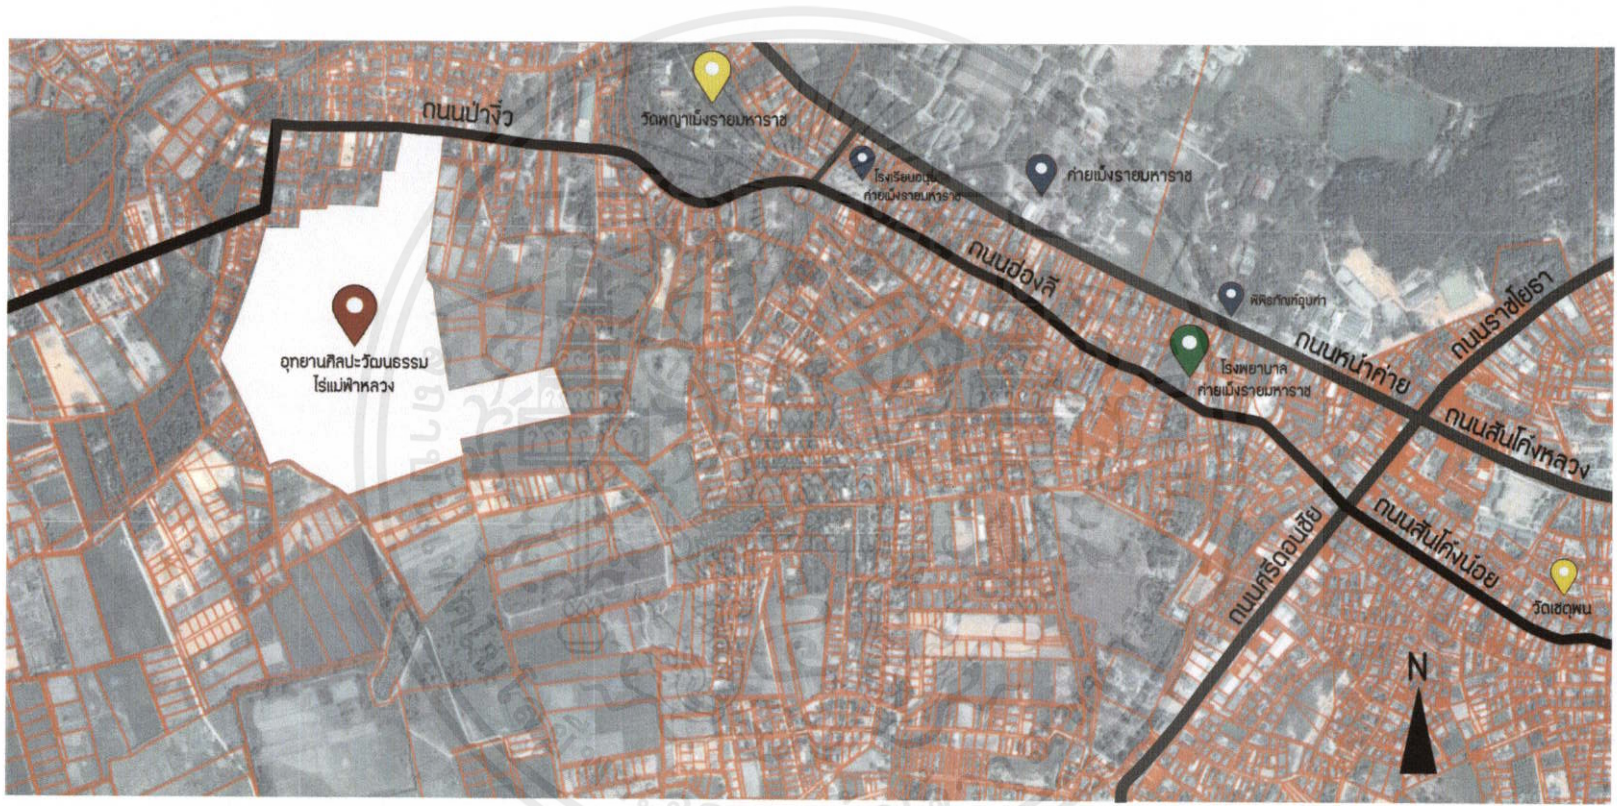 ถนนป่างิ้ว
วัดพญาเม็งรายมหาราช
โรงเรียนอนุบาล
ค่ายเม็งรายมหาราช
ค่ายเม็งรายมหาราช
ถนนฮ่องลี่
พิพิธภัณฑ์อูบคำ
ถนนราชโยธา
อุทยานศิลปะวัฒนธรรม
ไร่แม่ฟ้าหลวง
โรงพยาบาล
ค่ายเม็งรายมหาราช
ถนนหน้าค่าย
ถนนสันโค้งหลวง
ถนนสันโค้งน้อย
ถนนศรีดอนชัย
วัดเชตุพน
N